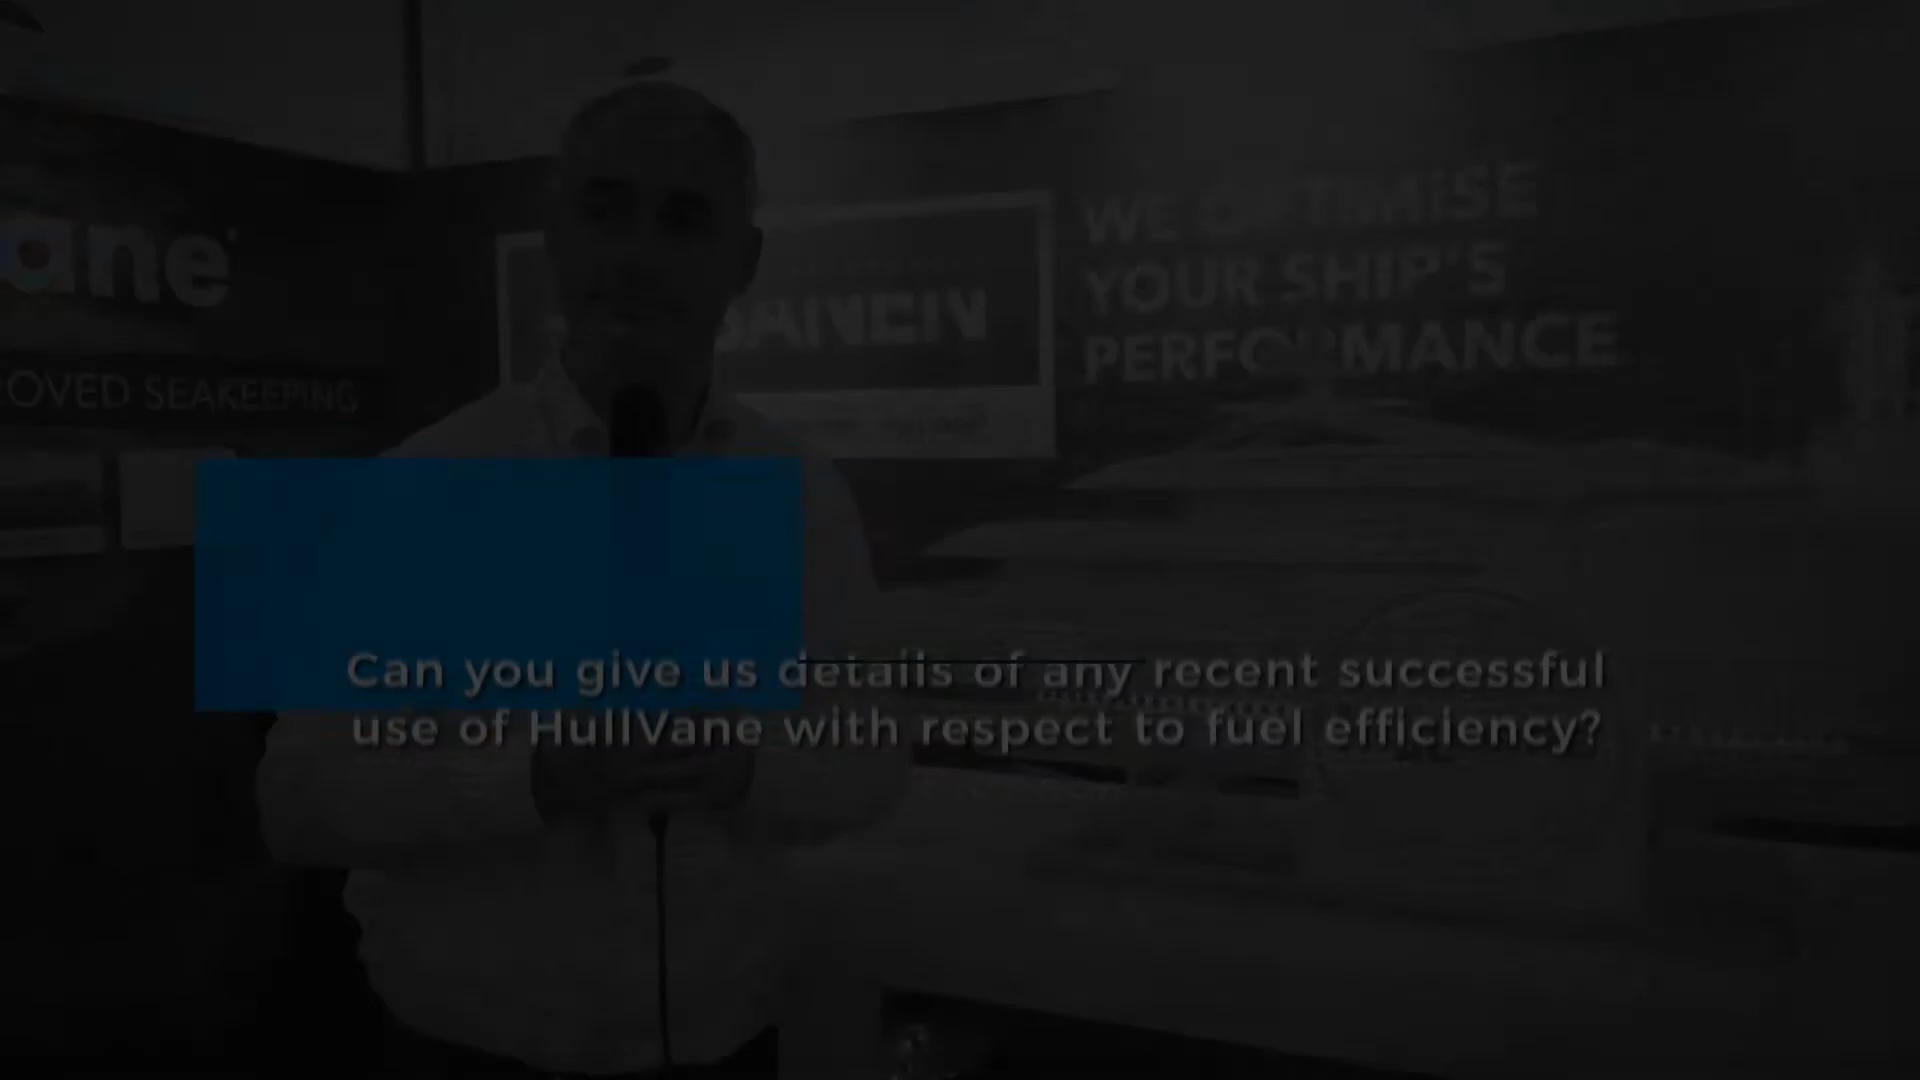 ane
WE OPTIMISE
YOUR SHIP'S
PERFORMANCE
OVED SEAKEEPING
Can you give us details of any recent successful
use of HullVane with respect to fuel efficiency?